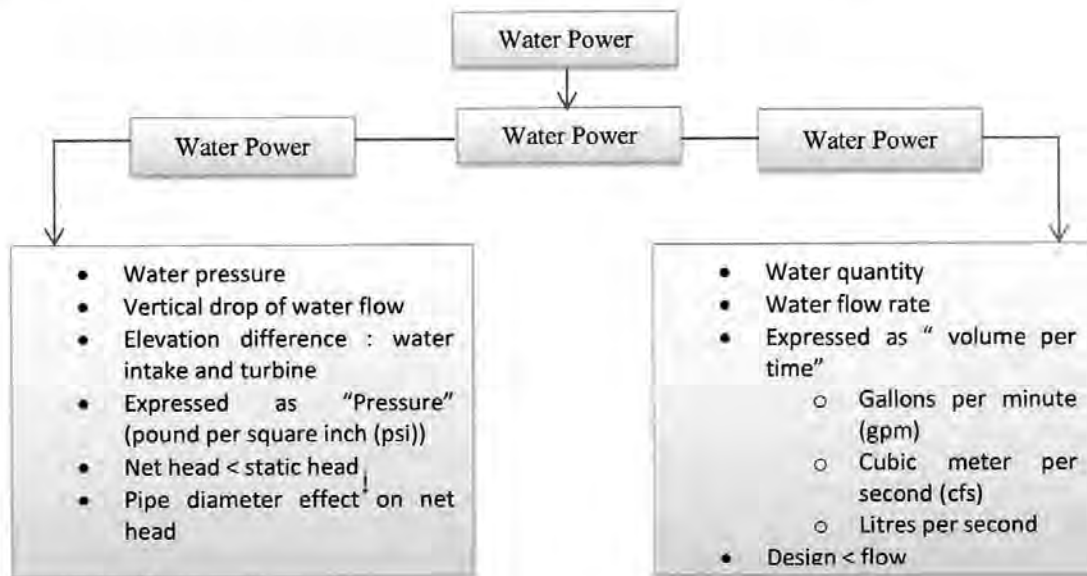 Water Power
Water Power
Water Power
Water Power
• Water pressure
• Vertical drop of water flow
• Elevation difference : water
intake and turbine
• Expressed as "Pressure"
(pound per square inch (psi))
• Net head < static head
• Pipe diameter effect on net
head
• Water quantity
• Water flow rate
• Expressed as " volume per
time"
o Gallons per minute
(gpm)
o Cubic meter per
second (cfs)
o Litres per second
• Design < flow